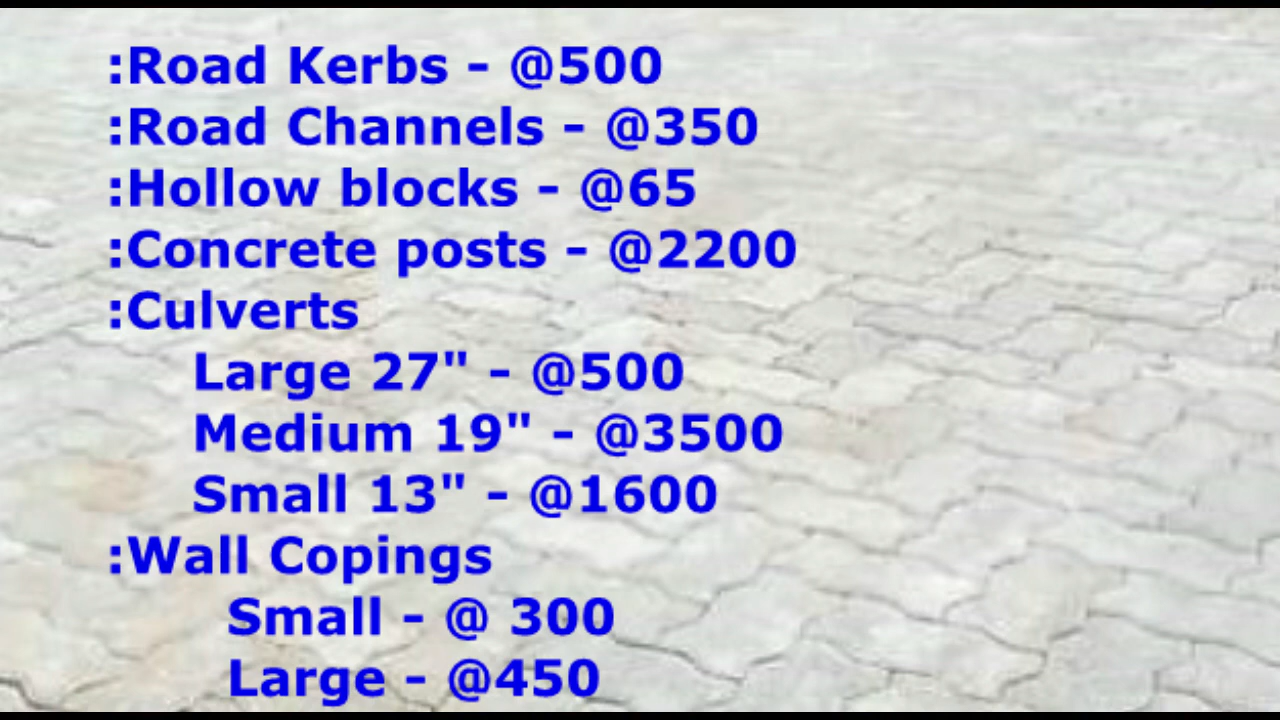 :Road Kerbs - @500
:Road Channels - @350
:Hollow blocks - @65
:Concrete posts - @2200
:Culverts
Large 27" - @500
Medium 19" - @3500
Small 13" - @1600
:Wall Copings
Small - @ 300
Large - @450